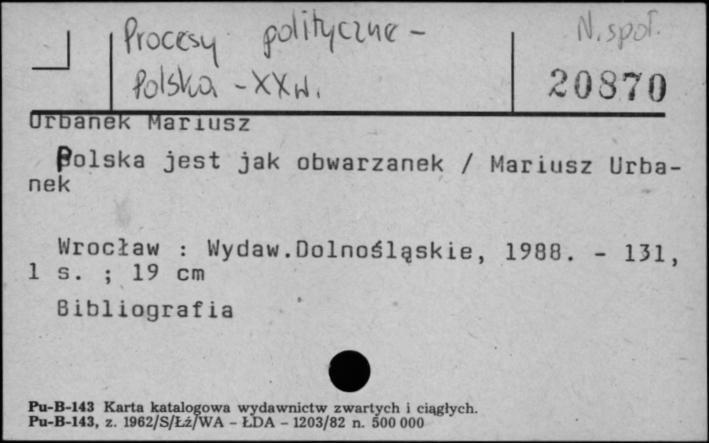 Procesy polityczne -
Polska - XX w.
N. społ.
20870
Urbanek Mariusz
Polska jest jak obwarzanek / Mariusz Urba-
nek
Wrocław : Wydaw.Dolnośląskie, 1988. - 131,
1 s. ; 19 cm
Bibliografia
Pu-B-143 Karta katalogowa wydawnictw zwartych i ciągłych.
Pu-B-143, z. 1962/S/Łż/WA - ŁDA - 1203/82 n. 500 000